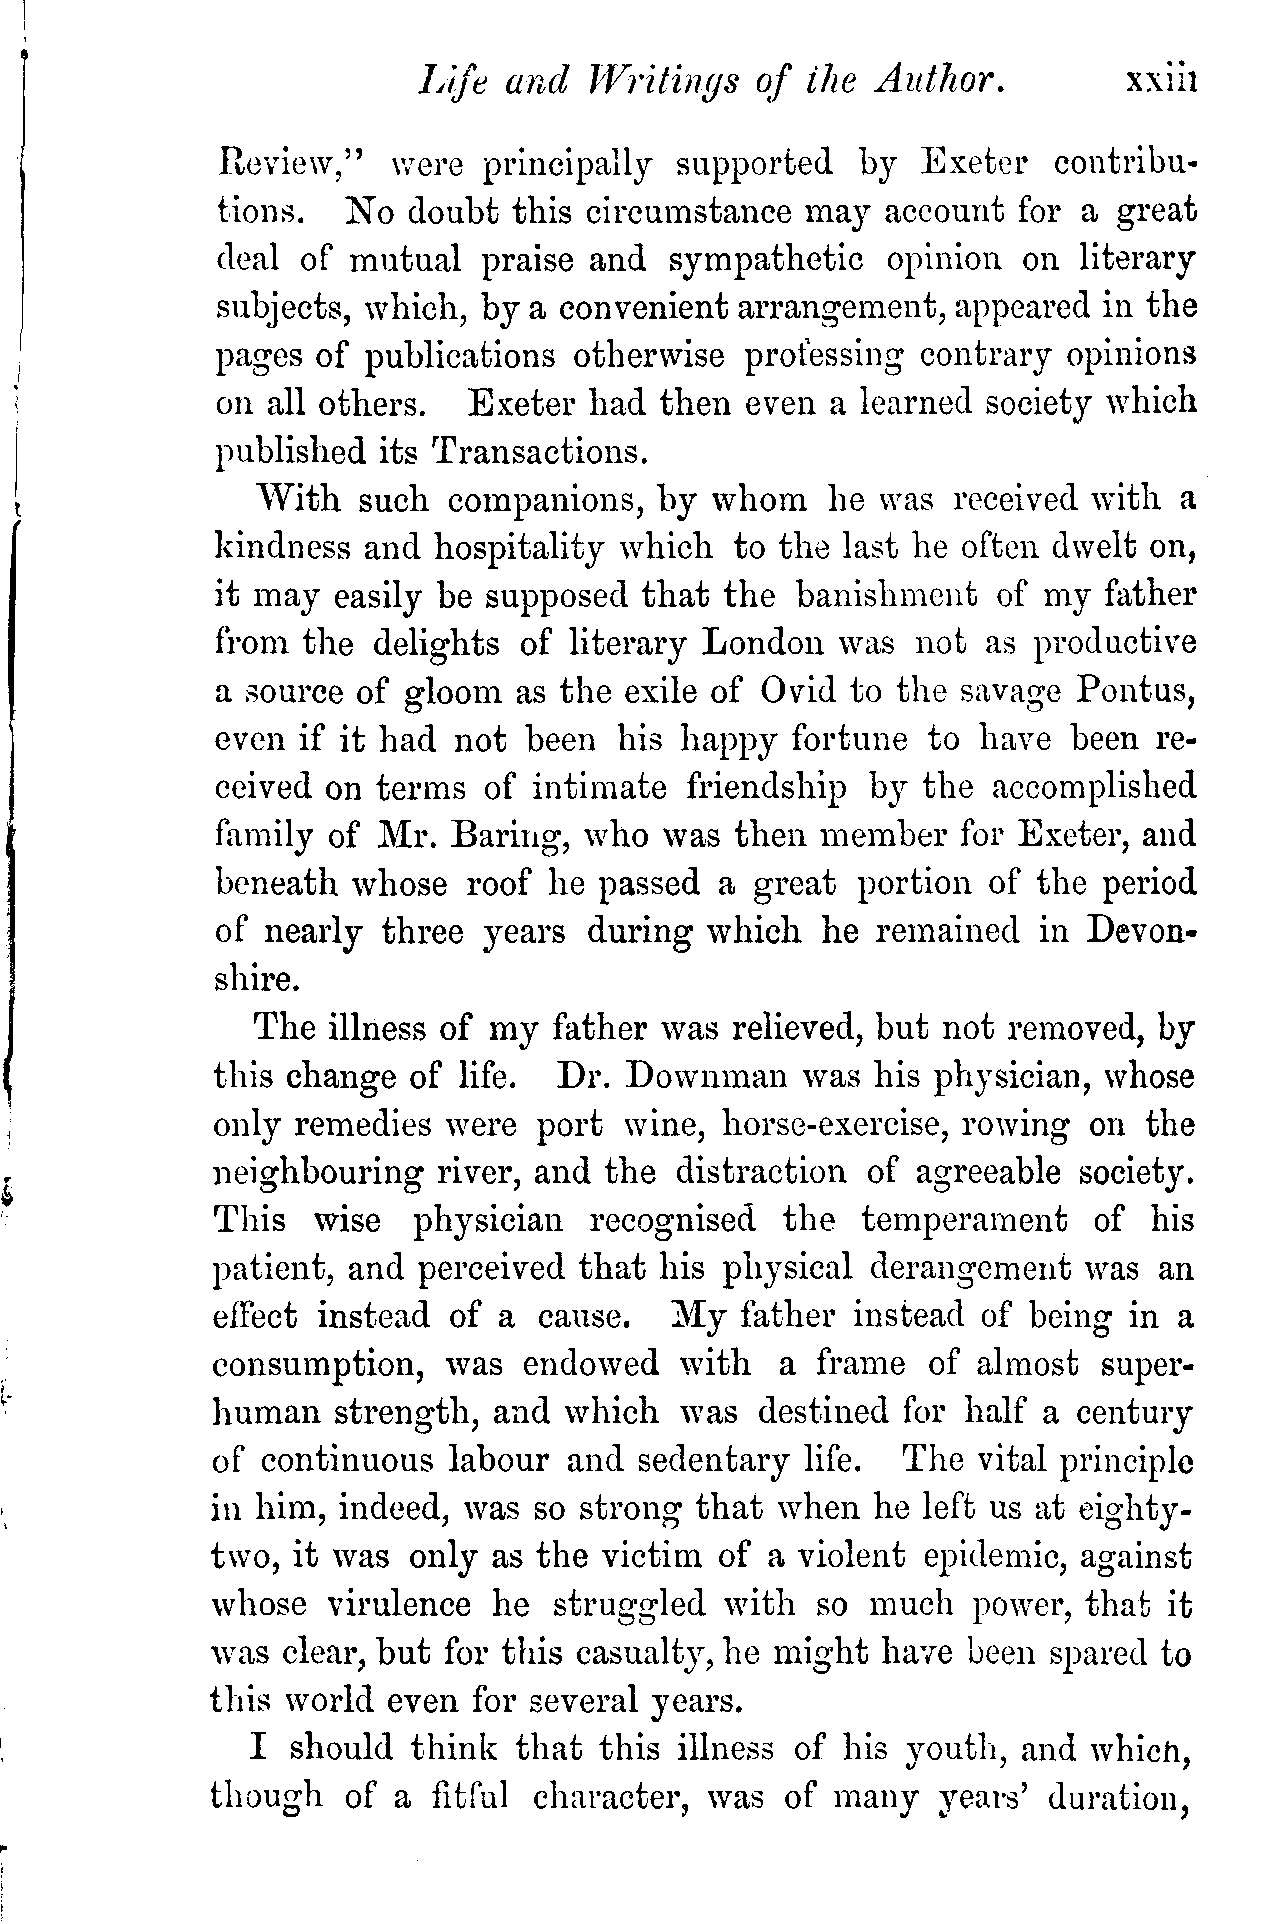 Life and Writings of the Author. xxiii
Review," were principally supported by Exeter contribu-
tions. No doubt this circumstance may account for a great
deal of mutual praise and sympathetic opinion on literary
subjects, which, by a convenient arrangement, appeared in the
pages of publications otherwise professing contrary opinions
on all others. Exeter had then even a learned society which
published its Transactions.
With such companions, by whom he was received with a
kindness and hospitality which to the last he often dwelt on,
it may easily be supposed that the banishment of my father
from the delights of literary London was not as productive
a source of gloom as the exile of Ovid to the savage Pontus,
even if it had not been his happy fortune to have been re-
ceived on terms of intimate friendship by the accomplished
family of Mr. Baring, who was then member for Exeter, and
beneath whose roof he passed a great portion of the period
of nearly three years during which he remained in Devon-
shire.
The illness of my father was relieved, but not removed, by
this change of life. Dr. Downman was his physician, whose
only remedies were port wine, horse-exercise, rowing on the
neighbouring river, and the distraction of agreeable society.
This wise physician recognised the temperament of his
patient, and perceived that his physical derangement was an
effect instead of a cause. My father instead of being in a
consumption, was endowed with a frame of almost super-
human strength, and which was destined for half a century
of continuous labour and sedentary life. The vital principle
in him, indeed, was so strong that when he left us at eighty-
two, it was only as the victim of a violent epidemic, against
whose virulence he struggled with so much power, that it
was clear, but for this casualty, he might have been spared to
this world even for several years.
I should think that this illness of his youth, and which,
though of a fitful character, was of many years' duration,